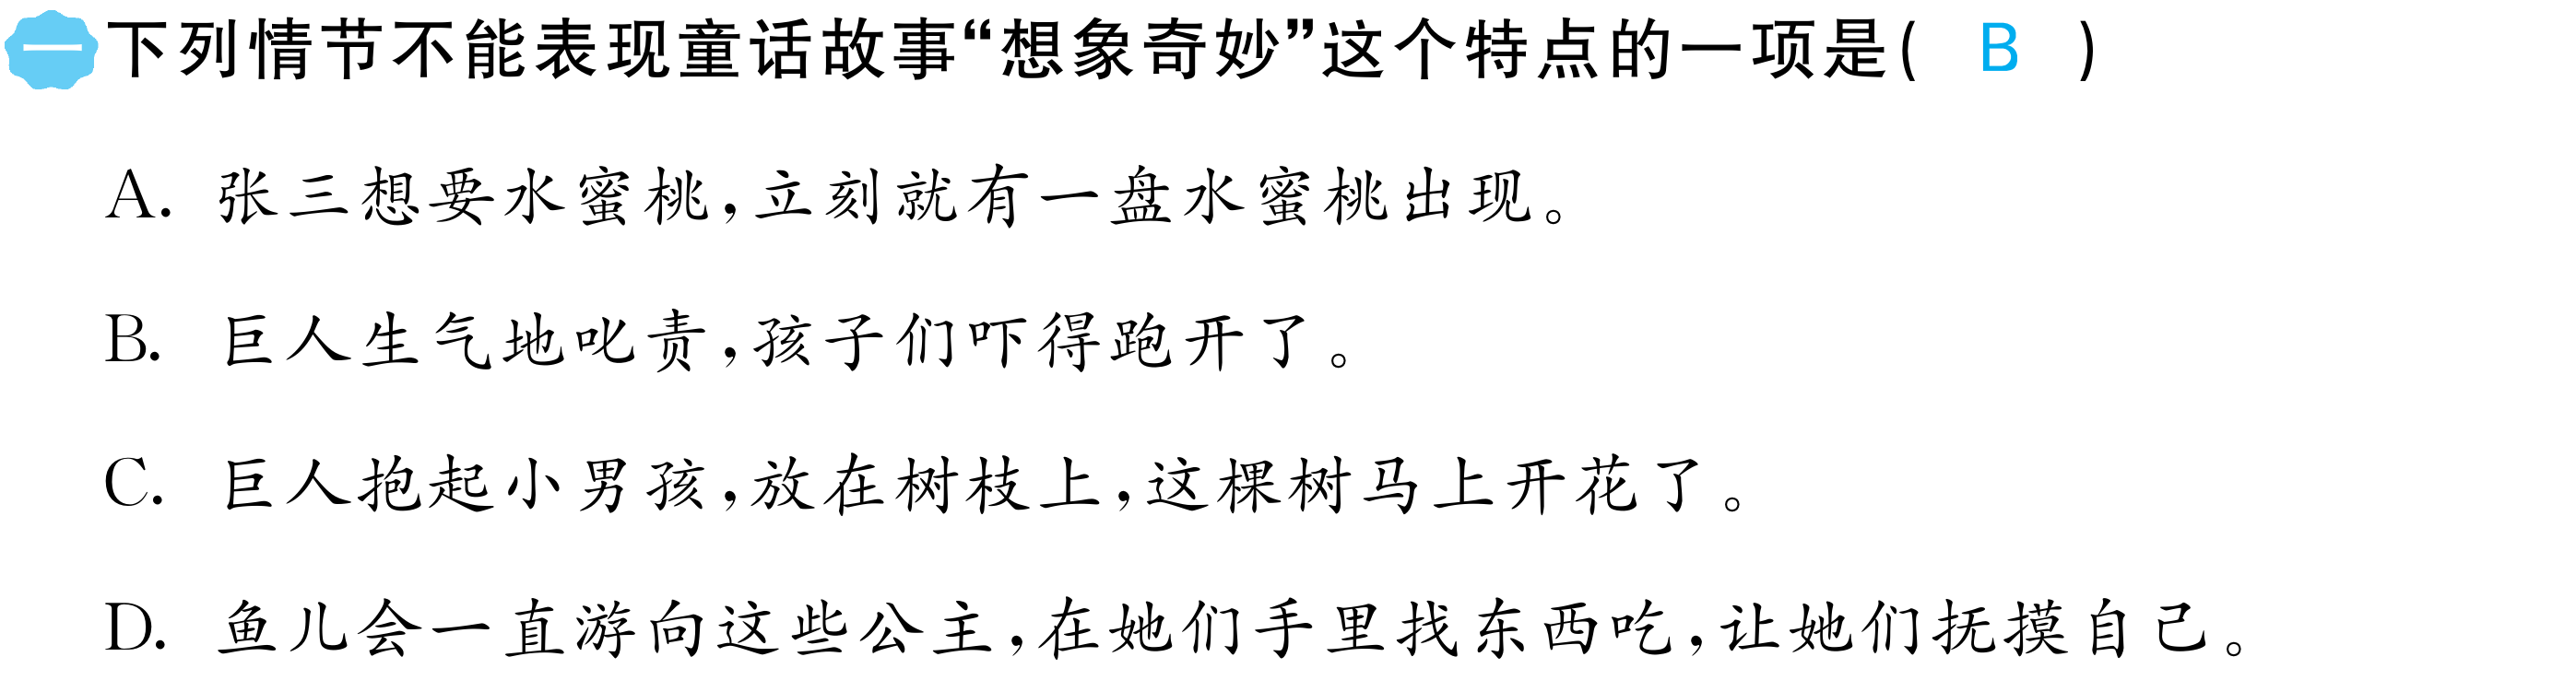 一 下列情节不能表现童话故事“想象奇妙”这个特点的一项是( B )
A. 张三想要水蜜桃,立刻就有一盘水蜜桃出现。
B. 巨人生气地叱责,孩子们吓得跑开了。
C. 巨人抱起小男孩,放在树枝上,这棵树马上开花了。
D. 鱼儿会一直游向这些公主,在她们手里找东西吃,让她们抚摸自己。